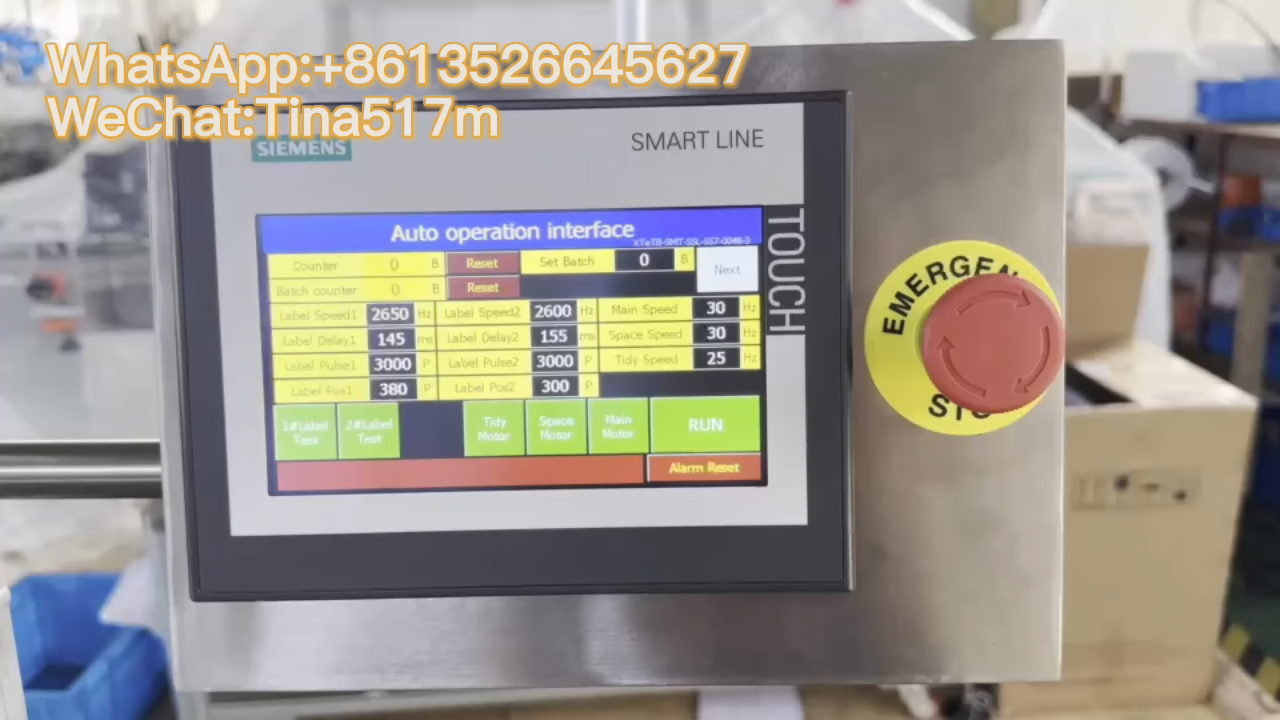 WhatsApp:+8613526645627
WeChat:Tina517m
SIEMENS
SMART LINE
TOUCH
Auto operation interface
Counter 0 B Reset Set Batch 0 B Next
Batch counter 0 B Reset
Label Speed1 2650 Hz Label Speed2 2600 Hz Main Speed 30 Hz
Label Delay1 145 ms Label Delay2 155 ms Space Speed 30 Hz
Label Pulse1 3000 P Label Pulse2 3000 P Tidy Speed 25 Hz
Label Pos1 380 P Label Pos2 300 P
1#Label Test 2#Label Test Tidy Motor Space Motor Main Motor RUN
Alarm Reset
EMERGEN
STO